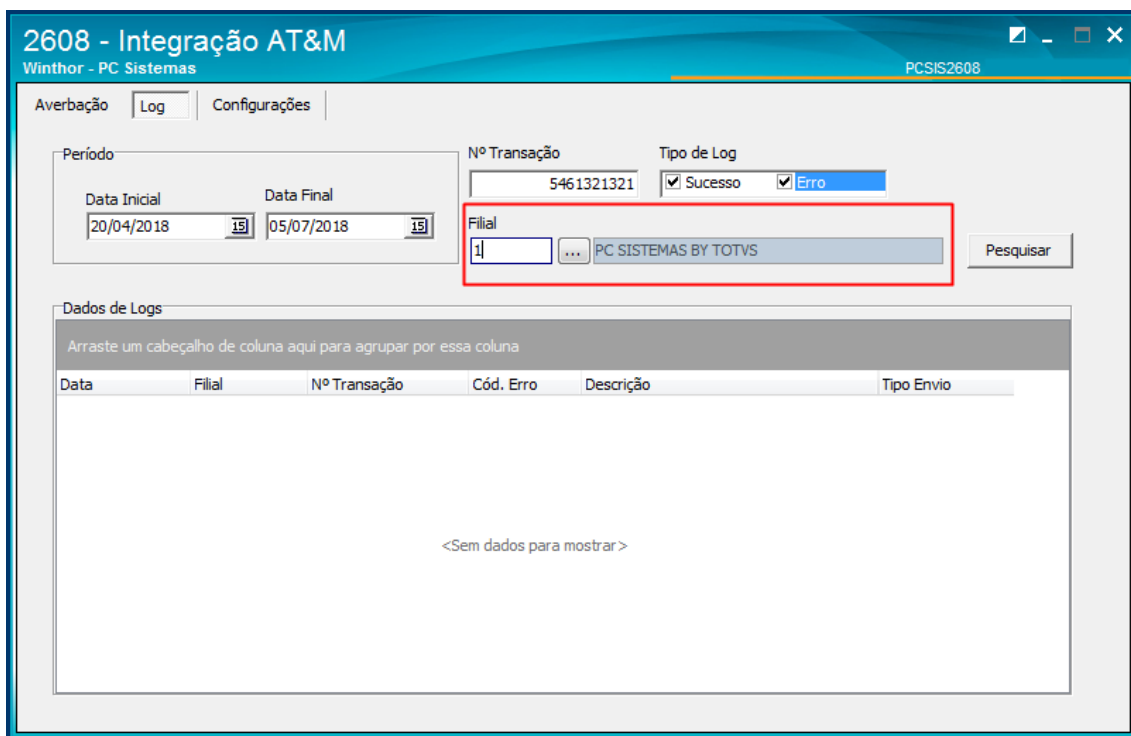 2608 - Integração AT&M
Winthor - PC Sistemas
PCSIS2608
Averbação Log Configurações
Período
Data Inicial Data Final
20/04/2018 15 05/07/2018 15
Nº Transação Tipo de Log
5461321321 Sucesso Erro
Filial
1 ... PC SISTEMAS BY TOTVS
Pesquisar
Dados de Logs
Arraste um cabeçalho de coluna aqui para agrupar por essa coluna
Data Filial Nº Transação Cód. Erro Descrição Tipo Envio
<Sem dados para mostrar>